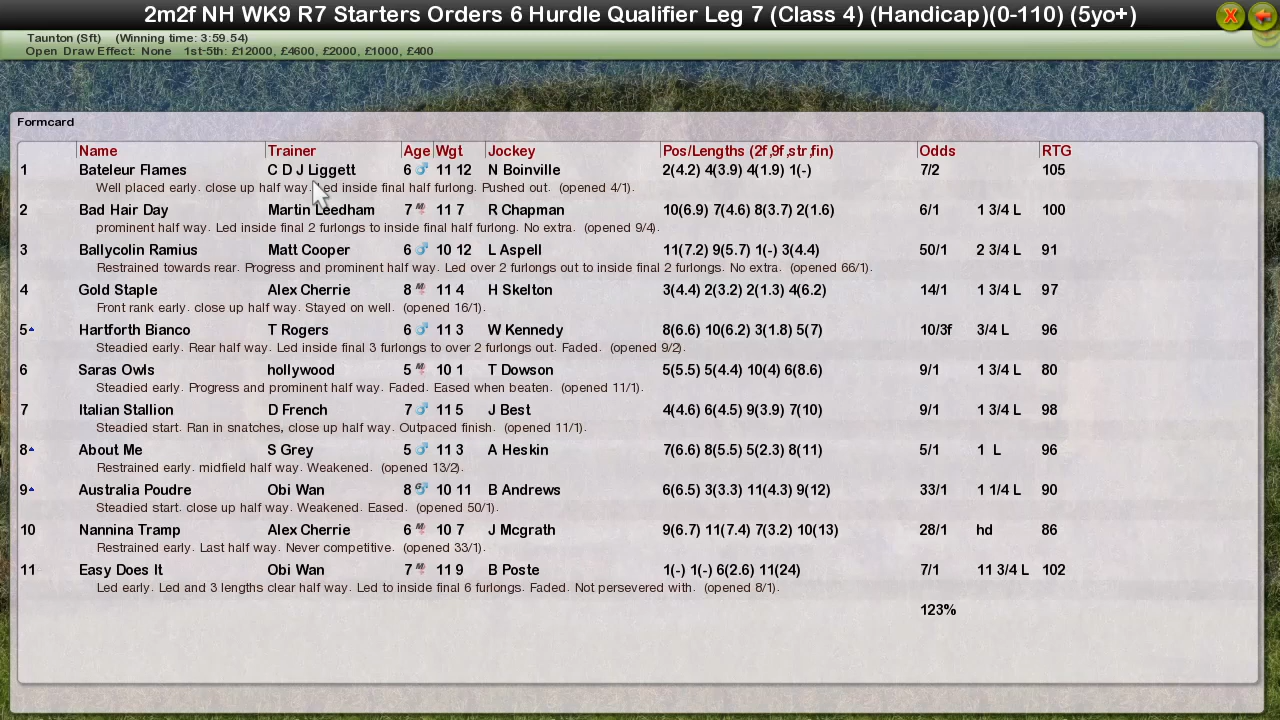 2m2f NH WK9 R7 Starters Orders 6 Hurdle Qualifier Leg 7 (Class 4) (Handicap)(0-110) (5yo+)
Taunton (Sft) (Winning time: 3:59.54)
Open Draw Effect: None 1st-5th: £12000, £4600, £2000, £1000, £400
Formcard
Name Trainer Age Wgt Jockey Pos/Lengths (2f,9f,str,fin) Odds RTG
1 Bateleur Flames C D J Liggett 6 11 12 N Boinville 2(4.2) 4(3.9) 4(1.9) 1(-) 7/2 105
Well placed early. close up half way. Led inside final half furlong. Pushed out. (opened 4/1).
2 Bad Hair Day Martin Leedham 7 11 7 R Chapman 10(6.9) 7(4.6) 8(3.7) 2(1.6) 6/1 1 3/4 L 100
prominent half way. Led inside final 2 furlongs to inside final half furlong. No extra. (opened 9/4).
3 Ballycolin Ramius Matt Cooper 6 10 12 L Aspell 11(7.2) 9(5.7) 1(-) 3(4.4) 50/1 2 3/4 L 91
Restrained towards rear. Progress and prominent half way. Led over 2 furlongs out to inside final 2 furlongs. No extra. (opened 66/1).
4 Gold Staple Alex Cherrie 8 11 4 H Skelton 3(4.4) 2(3.2) 2(1.3) 4(6.2) 14/1 1 3/4 L 97
Front rank early. close up half way. Stayed on well. (opened 16/1).
5 Hartforth Bianco T Rogers 6 11 3 W Kennedy 8(6.6) 10(6.2) 3(1.8) 5(7) 10/3f 3/4 L 96
Steadied early. Rear half way. Led inside final 3 furlongs to over 2 furlongs out. Faded. (opened 9/2).
6 Saras Owls hollywood 5 10 1 T Dowson 5(5.5) 5(4.4) 10(4) 6(8.6) 9/1 1 3/4 L 80
Steadied early. Progress and prominent half way. Faded. Eased when beaten. (opened 11/1).
7 Italian Stallion D French 7 11 5 J Best 4(4.6) 6(4.5) 9(3.9) 7(10) 9/1 1 3/4 L 98
Steadied start. Ran in snatches, close up half way. Outpaced finish. (opened 11/1).
8 About Me S Grey 5 11 3 A Heskin 7(6.6) 8(5.5) 5(2.3) 8(11) 5/1 1 L 96
Restrained early. midfield half way. Weakened. (opened 13/2).
9 Australia Poudre Obi Wan 8 10 11 B Andrews 6(6.5) 3(3.3) 11(4.3) 9(12) 33/1 1 1/4 L 90
Steadied start. close up half way. Weakened. Eased. (opened 50/1).
10 Nannina Tramp Alex Cherrie 6 10 7 J Mcgrath 9(6.7) 11(7.4) 7(3.2) 10(13) 28/1 hd 86
Restrained early. Last half way. Never competitive. (opened 33/1).
11 Easy Does It Obi Wan 7 11 9 B Poste 1(-) 1(-) 6(2.6) 11(24) 7/1 11 3/4 L 102
Led early. Led and 3 lengths clear half way. Led to inside final 6 furlongs. Faded. Not persevered with. (opened 8/1).
123%